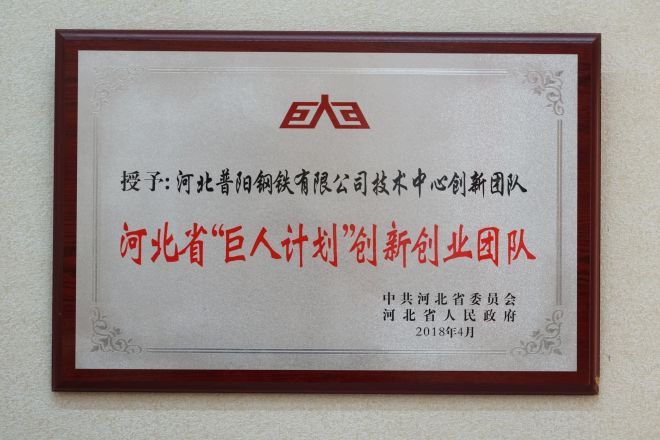 授予：河北普阳钢铁有限公司技术中心创新团队
河北省“巨人计划”创新创业团队
中共河北省委员会
河北省人民政府
2018年4月